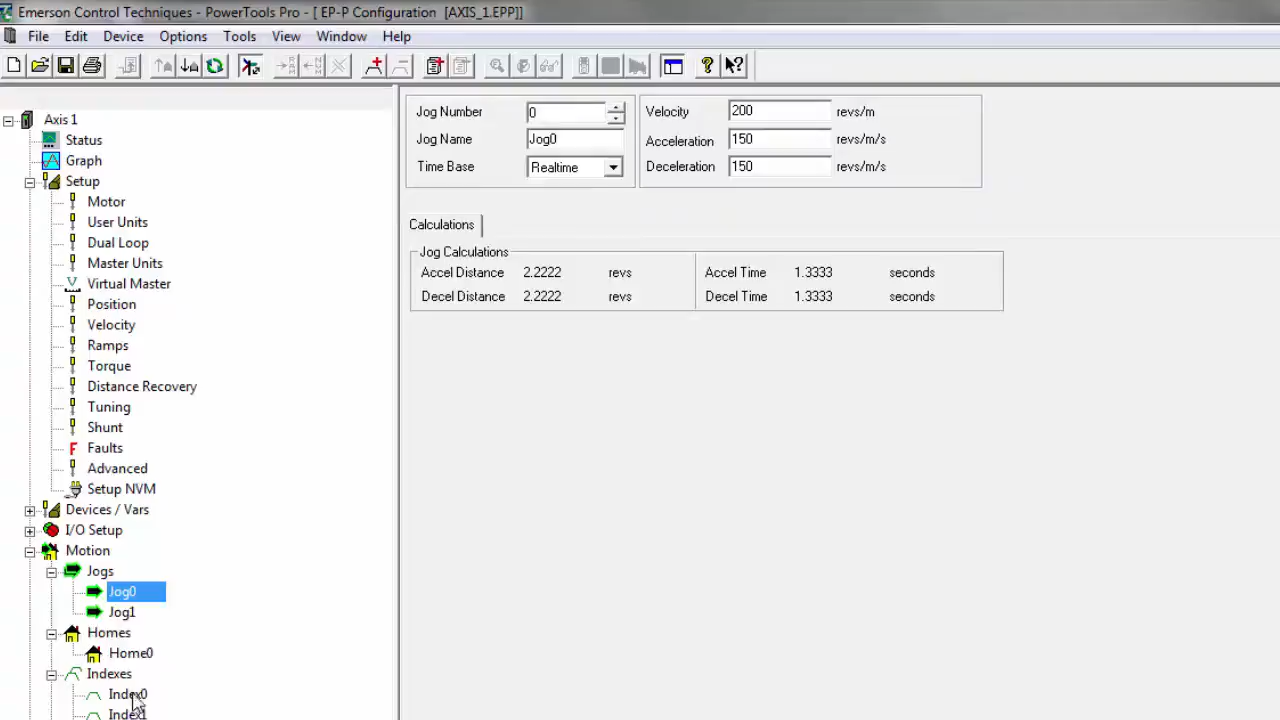 Emerson Control Techniques - PowerTools Pro - [ EP-P Configuration [AXIS_1.EPP]]
File Edit Device Options Tools View Window Help
Axis 1
Status
Graph
Setup
Motor
User Units
Dual Loop
Master Units
Virtual Master
Position
Velocity
Ramps
Torque
Distance Recovery
Tuning
Shunt
Faults
Advanced
Setup NVM
Devices / Vars
I/O Setup
Motion
Jogs
Jog0
Jog1
Homes
Home0
Indexes
Index0
Index1
Jog Number 0
Jog Name Jog0
Time Base Realtime
Velocity 200 revs/m
Acceleration 150 revs/m/s
Deceleration 150 revs/m/s
Calculations
Jog Calculations
Accel Distance 2.2222 revs Accel Time 1.3333 seconds
Decel Distance 2.2222 revs Decel Time 1.3333 seconds